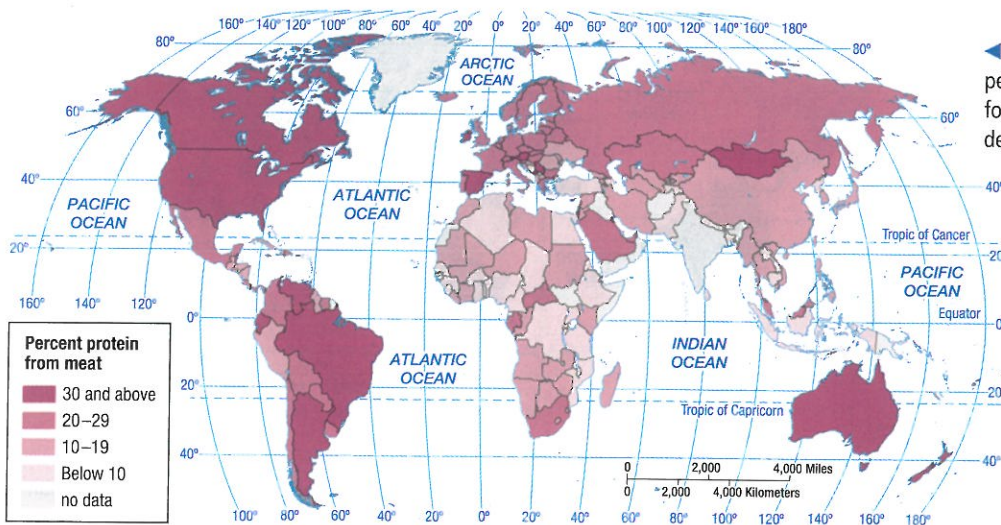 160° 140° 120° 100° 80° 60° 40° 20° 0° 20° 40° 60° 80° 100° 120° 140° 160° 180°
80° 80°
ARCTIC
OCEAN
pe
fo
de
60° 60°
40° 40°
PACIFIC
OCEAN
ATLANTIC
OCEAN
20° 20°
Tropic of Cancer
PACIFIC
OCEAN
160° 140° 120°
Equator
0° 0°
ATLANTIC
OCEAN
INDIAN
OCEAN
20° 20°
Tropic of Capricorn
40° 40°
Percent protein
from meat
30 and above
20–29
10–19
Below 10
no data
0 2,000 4,000 Miles
0 2,000 4,000 Kilometers
100° 80° 60° 40° 20° 0° 20° 40° 60° 80° 100° 120° 140° 160° 180°